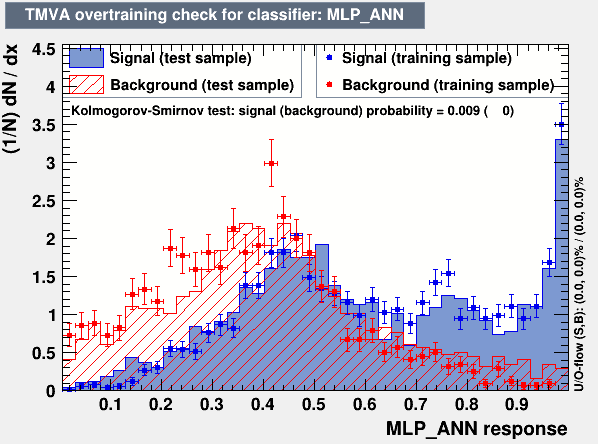 TMVA overtraining check for classifier: MLP_ANN
(1/N) dN / dx
4.5
4
3.5
3
2.5
2
1.5
1
0.5
0
Signal (test sample)
Background (test sample)
Signal (training sample)
Background (training sample)
Kolmogorov-Smirnov test: signal (background) probability = 0.009 ( 0)
0.1 0.2 0.3 0.4 0.5 0.6 0.7 0.8 0.9
MLP_ANN response
U/O-flow (S,B): (0.0, 0.0)% / (0.0, 0.0)%